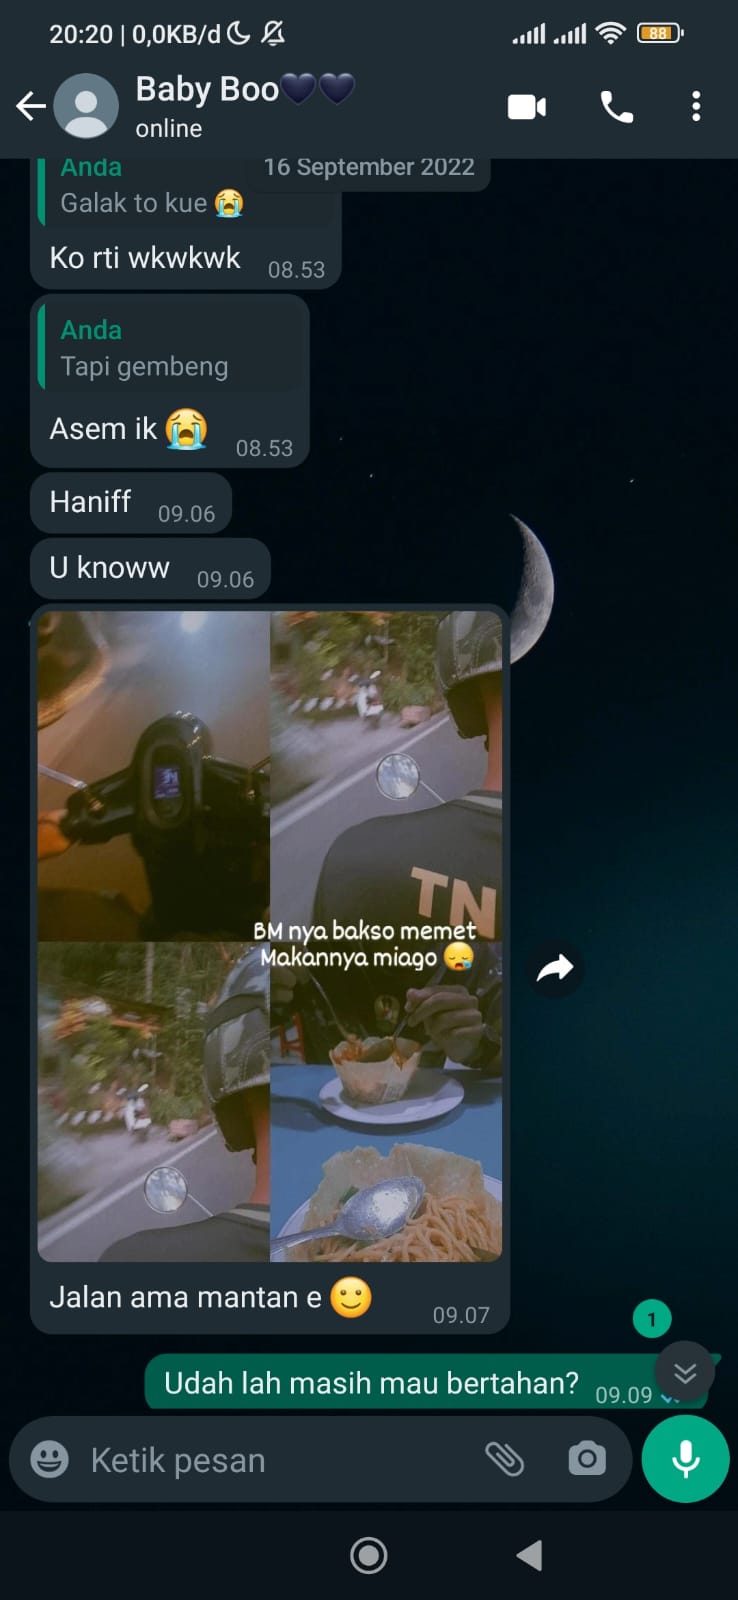 20:20 | 0,0KB/d
88
Baby Boo🖤🖤
online
16 September 2022
Anda
Galak to kue 😭
Ko rti wkwkwk 08.53
Anda
Tapi gembeng
Asem ik 😭 08.53
Haniff 09.06
U knoww 09.06
TN
BM nya bakso memet
Makannya miago 😪
Jalan ama mantan e 🙂 09.07
1
Udah lah masih mau bertahan? 09.09
Ketik pesan